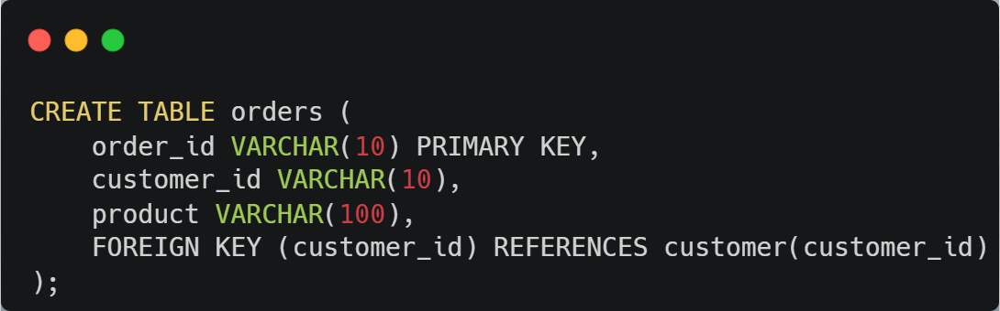 CREATE TABLE orders (
    order_id VARCHAR(10) PRIMARY KEY,
    customer_id VARCHAR(10),
    product VARCHAR(100),
    FOREIGN KEY (customer_id) REFERENCES customer(customer_id)
);